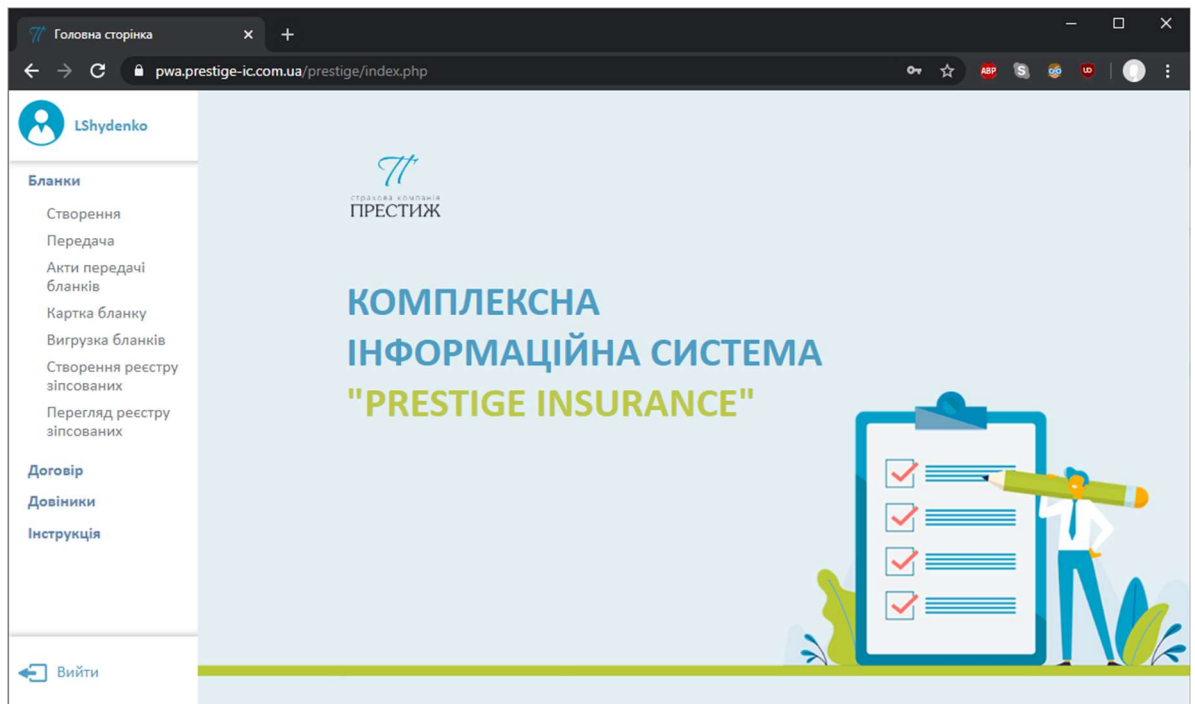 Головна сторінка
pwa.prestige-ic.com.ua/prestige/index.php
ABP
UD
LShydenko
Бланки
Створення
Передача
Акти передачі
бланків
Картка бланку
Вигрузка бланків
Створення реєстру
зіпсованих
Перегляд реєстру
зіпсованих
Договір
Довіники
Інструкція
Вийти
страхова компанія
ПРЕСТИЖ
КОМПЛЕКСНА
ІНФОРМАЦІЙНА СИСТЕМА
"PRESTIGE INSURANCE"